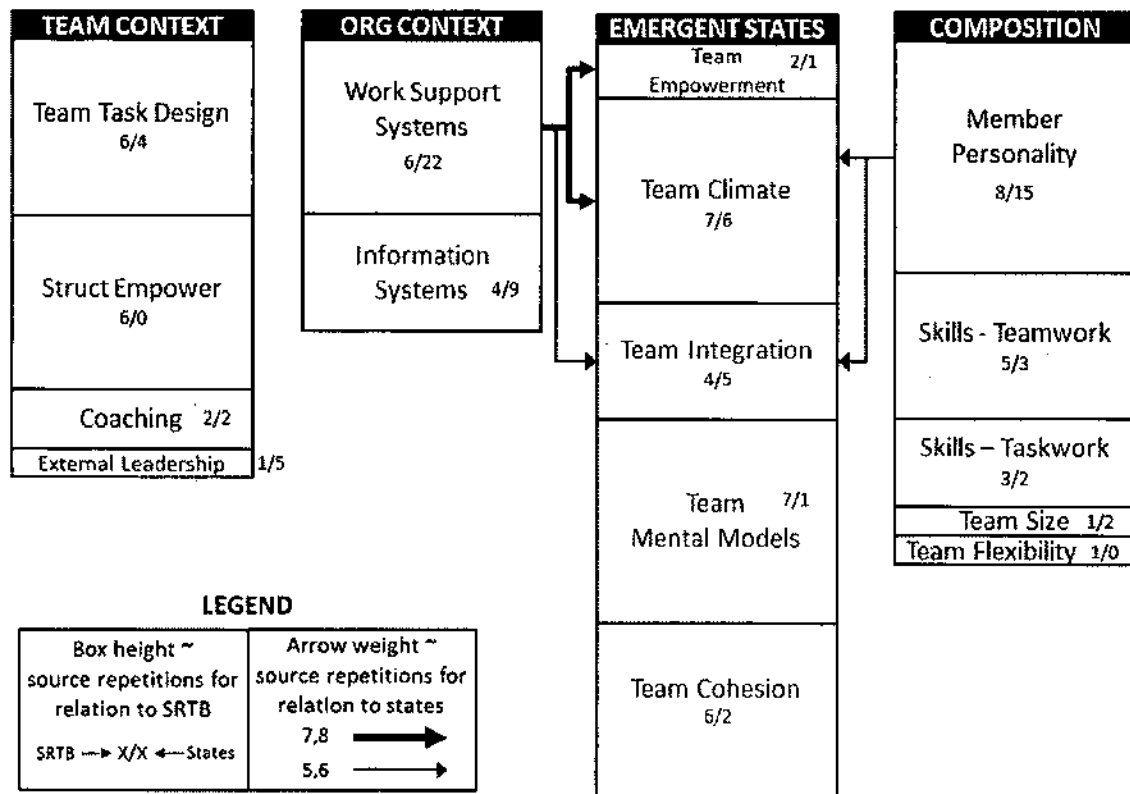 TEAM CONTEXT
Team Task Design
6/4
Struct Empower
6/0
Coaching 2/2
External Leadership 1/5
ORG CONTEXT
Work Support
Systems
6/22
Information
Systems 4/9
EMERGENT STATES
Team 2/1
Empowerment
Team Climate
7/6
Team Integration
4/5
Team 7/1
Mental Models
Team Cohesion
6/2
COMPOSITION
Member
Personality
8/15
Skills - Teamwork
5/3
Skills – Taskwork
3/2
Team Size 1/2
Team Flexibility 1/0
LEGEND
Box height ~
source repetitions for
relation to SRTB
SRTB X/X States
Arrow weight ~
source repetitions for
relation to states
7,8
5,6